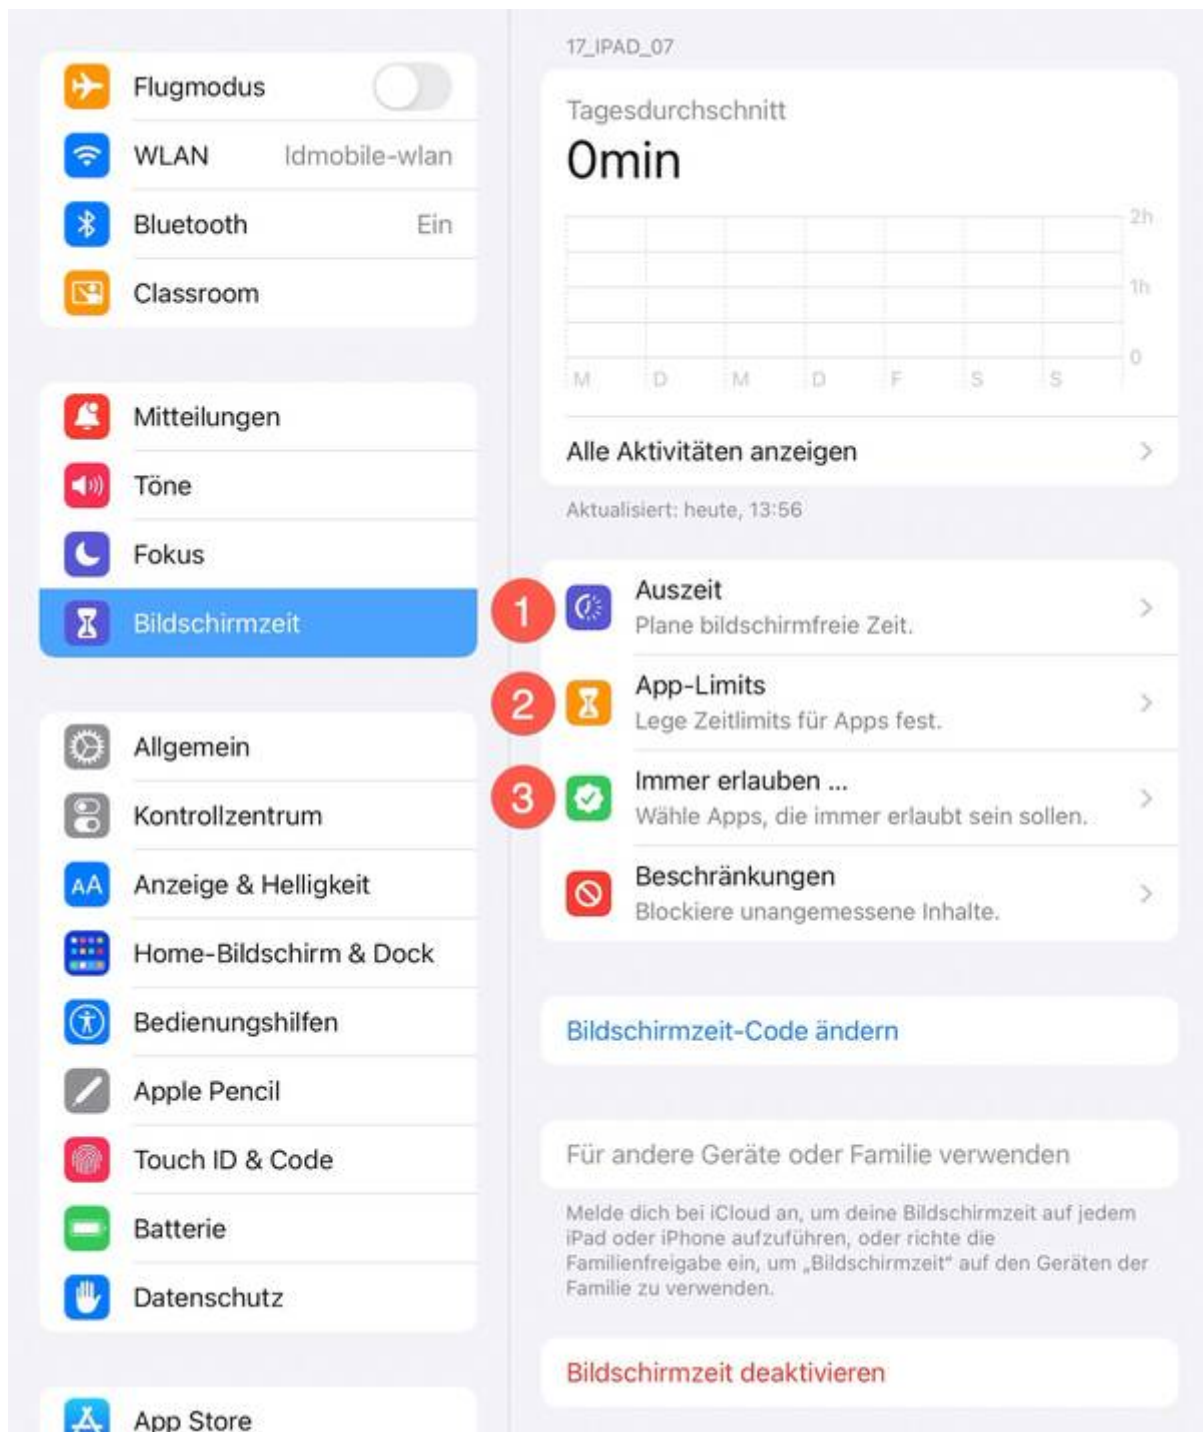 Flugmodus
WLAN ldmobile-wlan
Bluetooth Ein
Classroom
Mitteilungen
Töne
Fokus
Bildschirmzeit
Allgemein
Kontrollzentrum
AA Anzeige & Helligkeit
Home-Bildschirm & Dock
Bedienungshilfen
Apple Pencil
Touch ID & Code
Batterie
Datenschutz
App Store
17_IPAD_07
Tagesdurchschnitt
0min
2h
1h
0
M D M D F S S
Alle Aktivitäten anzeigen
Aktualisiert: heute, 13:56
1 Auszeit
Plane bildschirmfreie Zeit.
2 App-Limits
Lege Zeitlimits für Apps fest.
3 Immer erlauben ...
Wähle Apps, die immer erlaubt sein sollen.
Beschränkungen
Blockiere unangemessene Inhalte.
Bildschirmzeit-Code ändern
Für andere Geräte oder Familie verwenden
Melde dich bei iCloud an, um deine Bildschirmzeit auf jedem
iPad oder iPhone aufzuführen, oder richte die
Familienfreigabe ein, um „Bildschirmzeit“ auf den Geräten der
Familie zu verwenden.
Bildschirmzeit deaktivieren